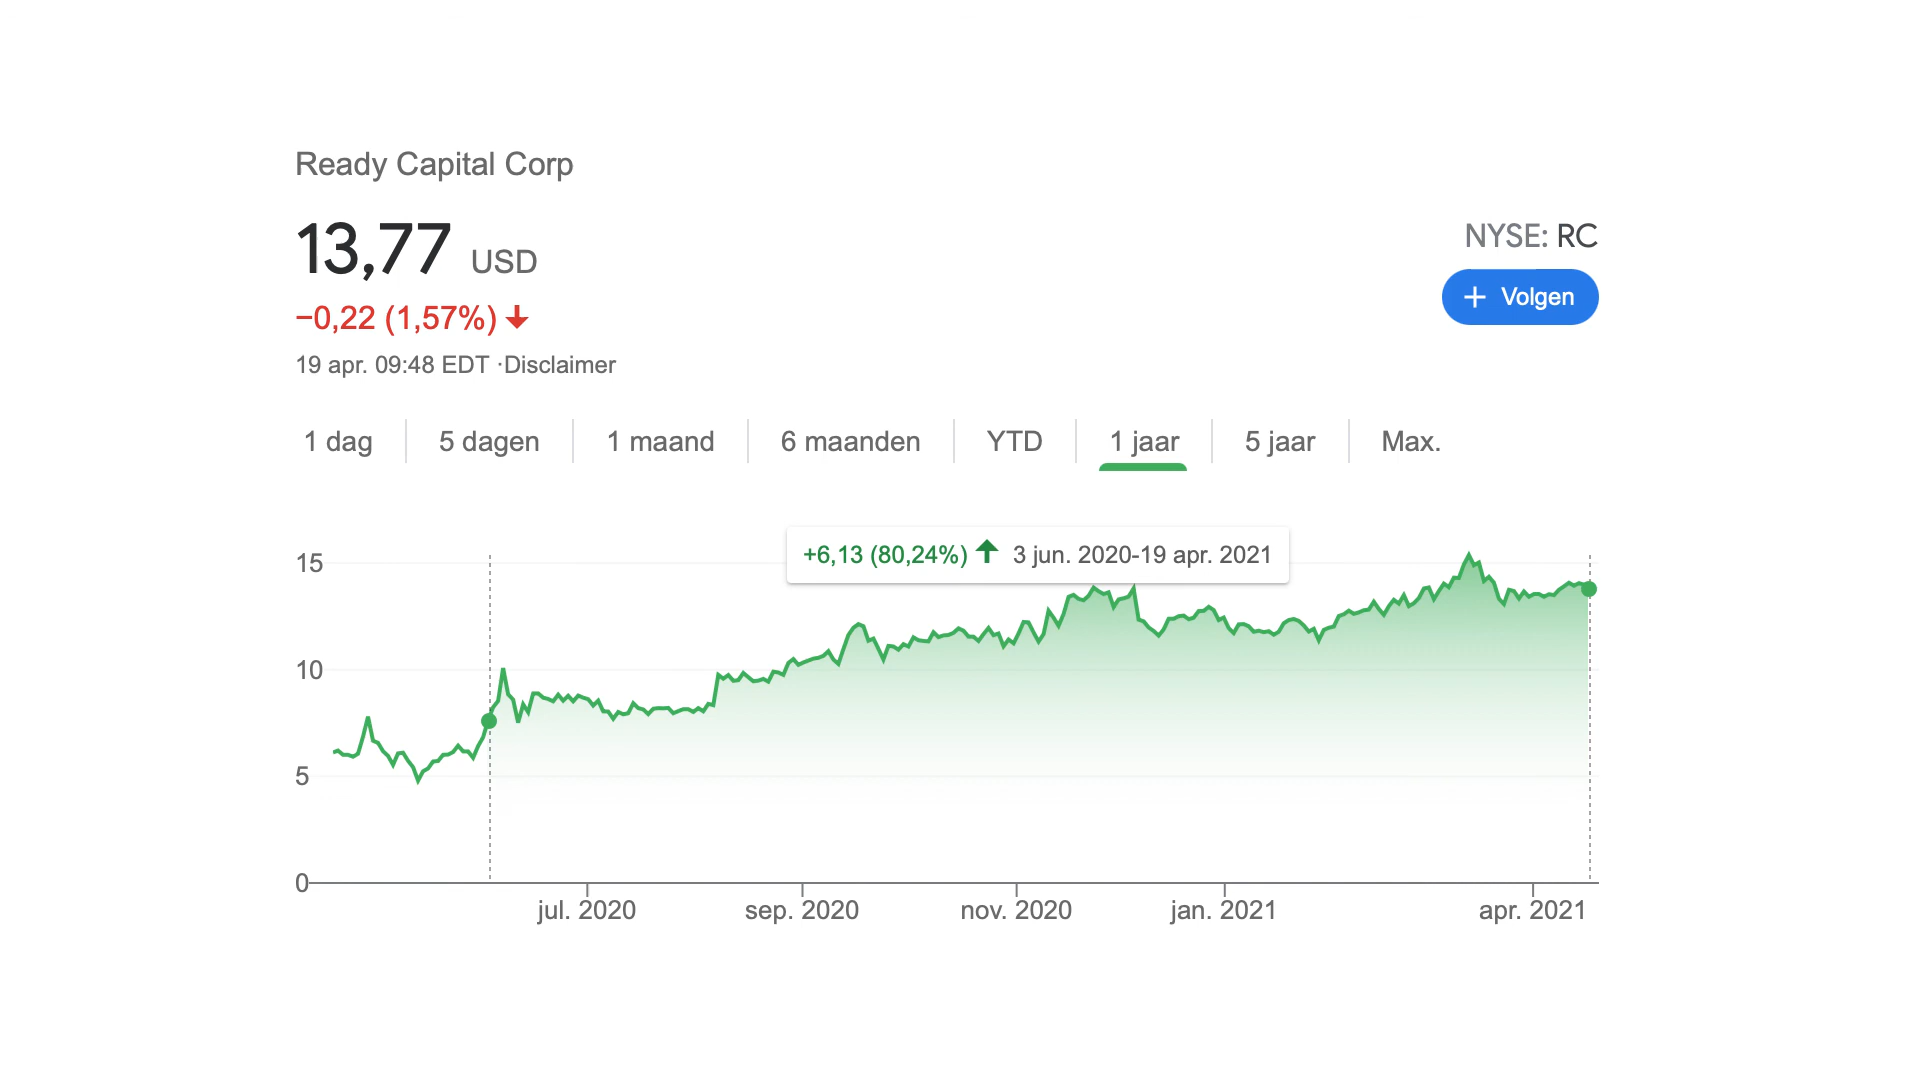 Ready Capital Corp
13,77 USD
NYSE: RC
−0,22 (1,57%)
+ Volgen
19 apr. 09:48 EDT ·Disclaimer
1 dag 5 dagen 1 maand 6 maanden YTD 1 jaar 5 jaar Max.
+6,13 (80,24%) 3 jun. 2020-19 apr. 2021
15
10
5
0
jul. 2020 sep. 2020 nov. 2020 jan. 2021 apr. 2021